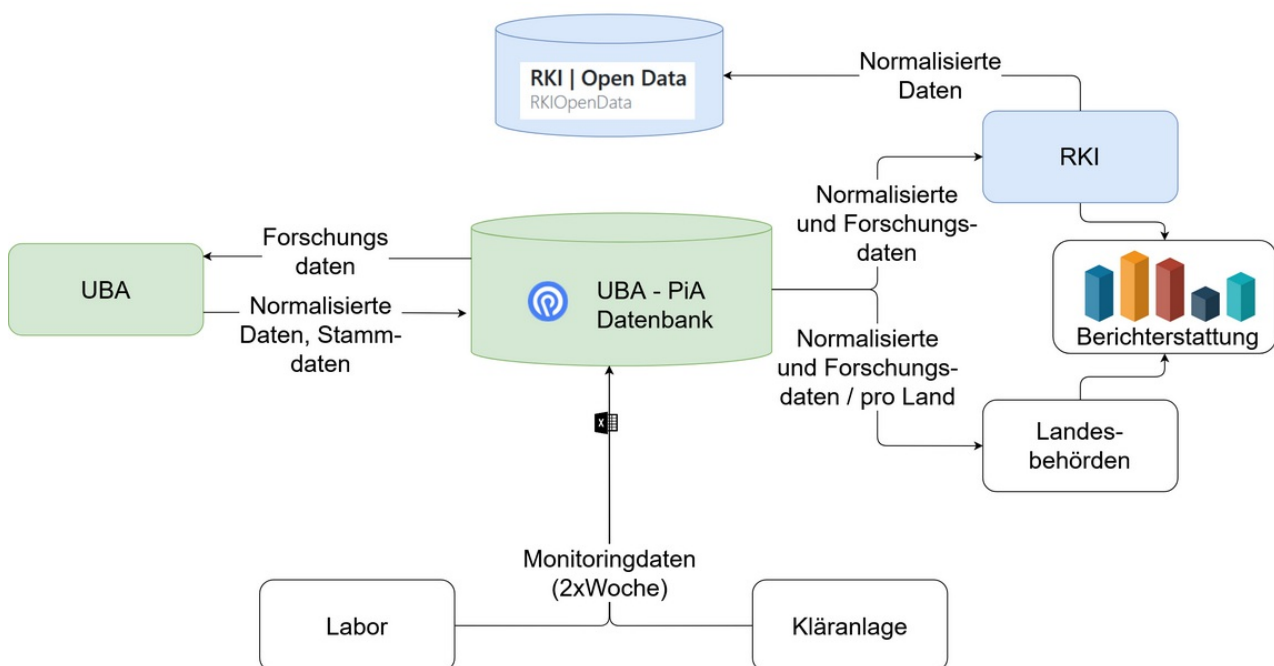 RKI | Open Data
RKIOpenData
Normalisierte
Daten
RKI
Normalisierte
und Forschungs-
daten
Forschungs
daten
UBA
Normalisierte
Daten, Stamm-
daten
UBA - PiA
Datenbank
Berichterstattung
Normalisierte
und Forschungs-
daten / pro Land
X
Landes-
behörden
Monitoringdaten
(2xWoche)
Labor
Kläranlage